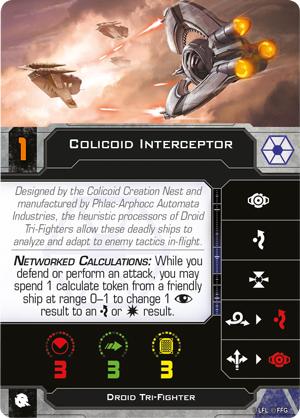 1
COLICOID INTERCEPTOR
Designed by the Colicoid Creation Nest and
manufactured by Phlac-Arphocc Automata
Industries, the heuristic processors of Droid
Tri-Fighters allow these deadly ships to
analyze and adapt to enemy tactics in-flight.
NETWORKED CALCULATIONS: While you
defend or perform an attack, you may
spend 1 calculate token from a friendly
ship at range 0–1 to change 1
result to an or result.
3 3 3
DROID TRI-FIGHTER
LFL ©FFG